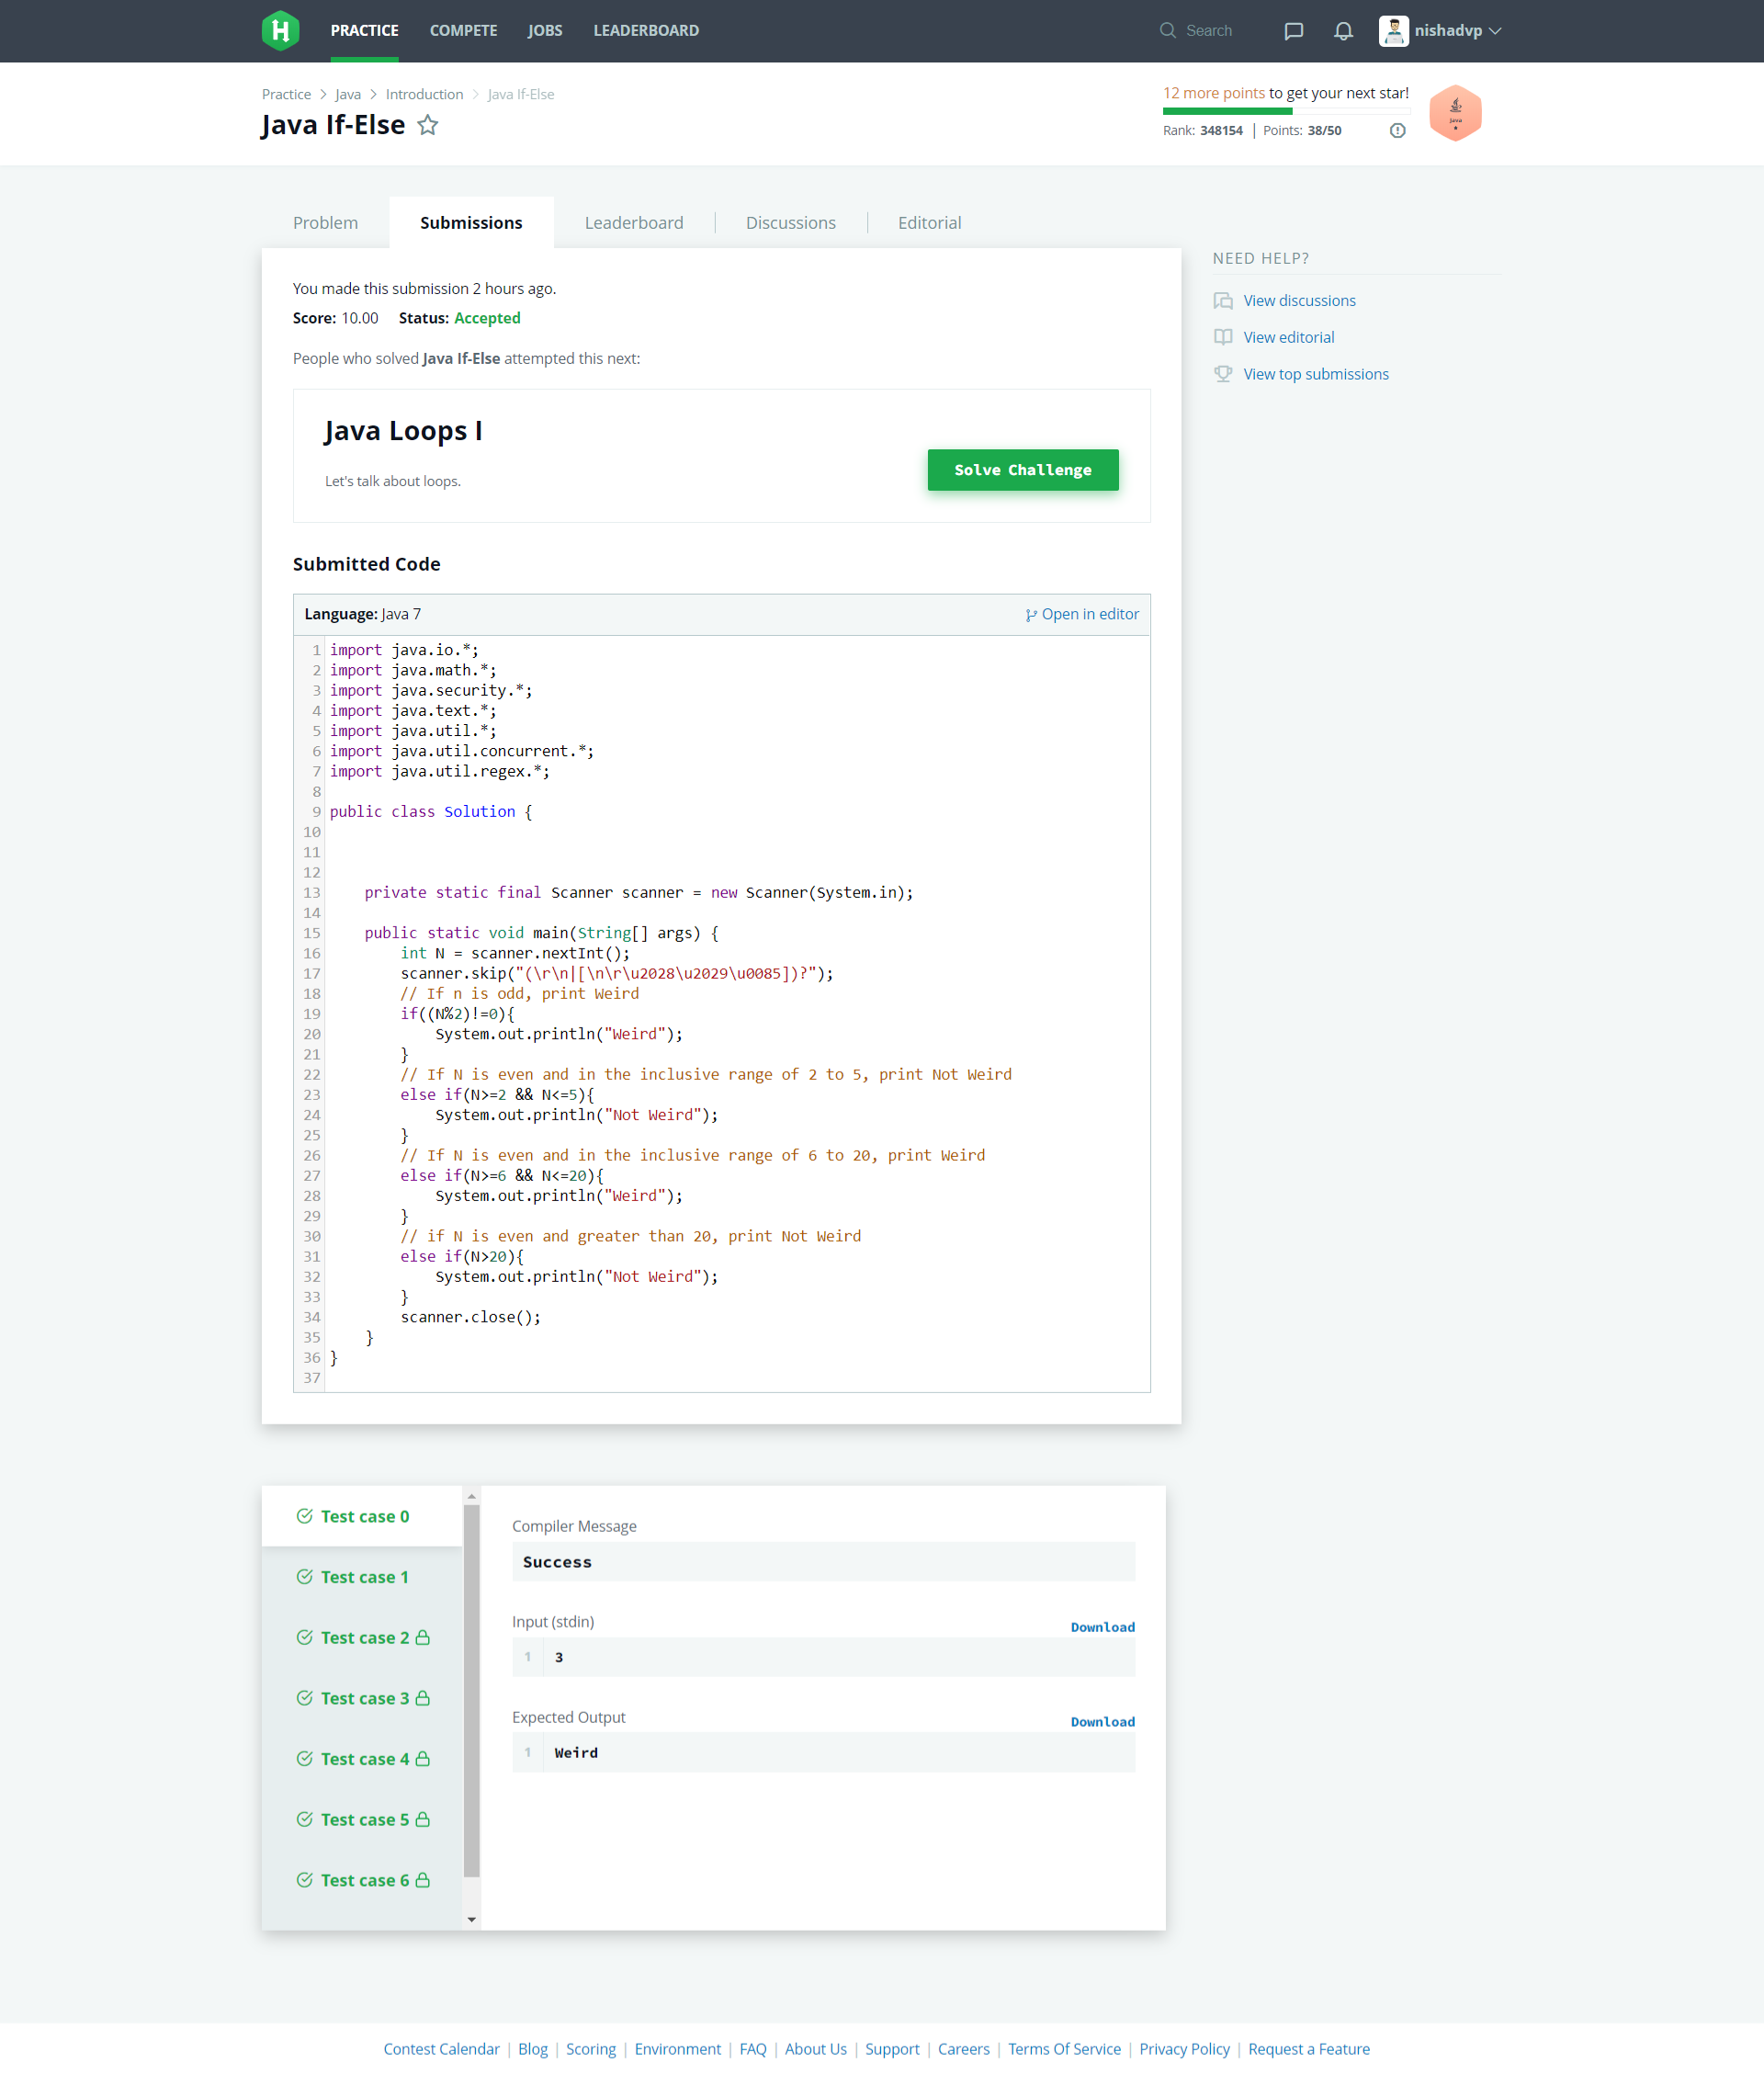 PRACTICE COMPETE JOBS LEADERBOARD Search nishadvp
Practice > Java > Introduction > Java If-Else
Java If-Else
12 more points to get your next star!
Rank: 348154 | Points: 38/50
Java
Problem Submissions Leaderboard Discussions Editorial
You made this submission 2 hours ago.
Score: 10.00 Status: Accepted
People who solved Java If-Else attempted this next:
Java Loops I
Let's talk about loops.
Solve Challenge
NEED HELP?
View discussions
View editorial
View top submissions
Submitted Code
Language: Java 7 Open in editor
1 import java.io.*;
2 import java.math.*;
3 import java.security.*;
4 import java.text.*;
5 import java.util.*;
6 import java.util.concurrent.*;
7 import java.util.regex.*;
8
9 public class Solution {
10
11
12
13     private static final Scanner scanner = new Scanner(System.in);
14
15     public static void main(String[] args) {
16         int N = scanner.nextInt();
17         scanner.skip("(\r\n|[\n\r\u2028\u2029\u0085])?");
18         // If n is odd, print Weird
19         if((N%2)!=0){
20             System.out.println("Weird");
21         }
22         // If N is even and in the inclusive range of 2 to 5, print Not Weird
23         else if(N>=2 && N<=5){
24             System.out.println("Not Weird");
25         }
26         // If N is even and in the inclusive range of 6 to 20, print Weird
27         else if(N>=6 && N<=20){
28             System.out.println("Weird");
29         }
30         // if N is even and greater than 20, print Not Weird
31         else if(N>20){
32             System.out.println("Not Weird");
33         }
34         scanner.close();
35     }
36 }
37
Test case 0
Test case 1
Test case 2
Test case 3
Test case 4
Test case 5
Test case 6
Compiler Message
Success
Input (stdin) Download
1 3
Expected Output Download
1 Weird
Contest Calendar | Blog | Scoring | Environment | FAQ | About Us | Support | Careers | Terms Of Service | Privacy Policy | Request a Feature